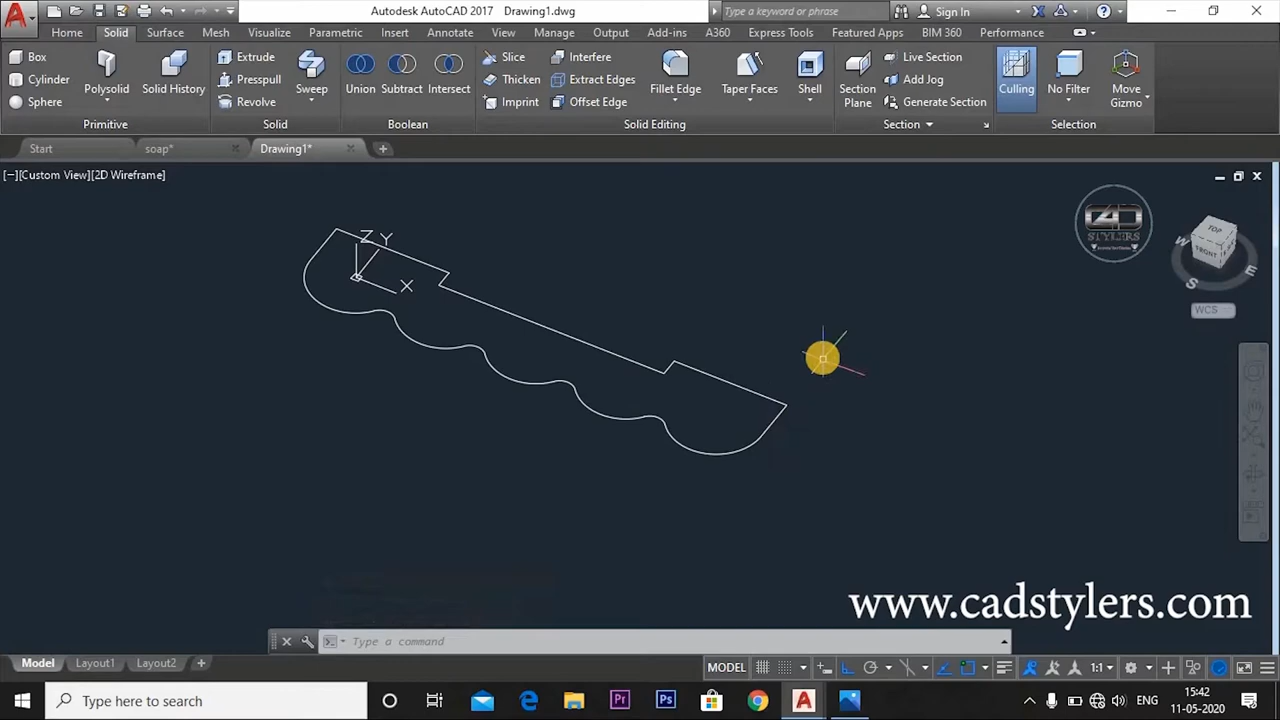 Autodesk AutoCAD 2017 Drawing1.dwg
Type a keyword or phrase
Sign In
Home Solid Surface Mesh Visualize Parametric Insert Annotate View Manage Output Add-ins A360 Express Tools Featured Apps BIM 360 Performance
Box
Cylinder
Sphere
Polysolid
Solid History
Primitive
Extrude
Presspull
Revolve
Sweep
Solid
Union
Subtract
Intersect
Boolean
Slice
Thicken
Imprint
Interfere
Extract Edges
Offset Edge
Fillet Edge
Taper Faces
Shell
Solid Editing
Section
Plane
Live Section
Add Jog
Generate Section
Section
Culling
No Filter
Move
Gizmo
Selection
Start
soap*
Drawing1*
[−][Custom View][2D Wireframe]
Z Y
X
STYLERS
TOP
FRONT
W
S
E
WCS
www.cadstylers.com
Type a command
Model Layout1 Layout2
MODEL
1:1
Type here to search
Pr
Ps
A
ENG
15:42
11-05-2020